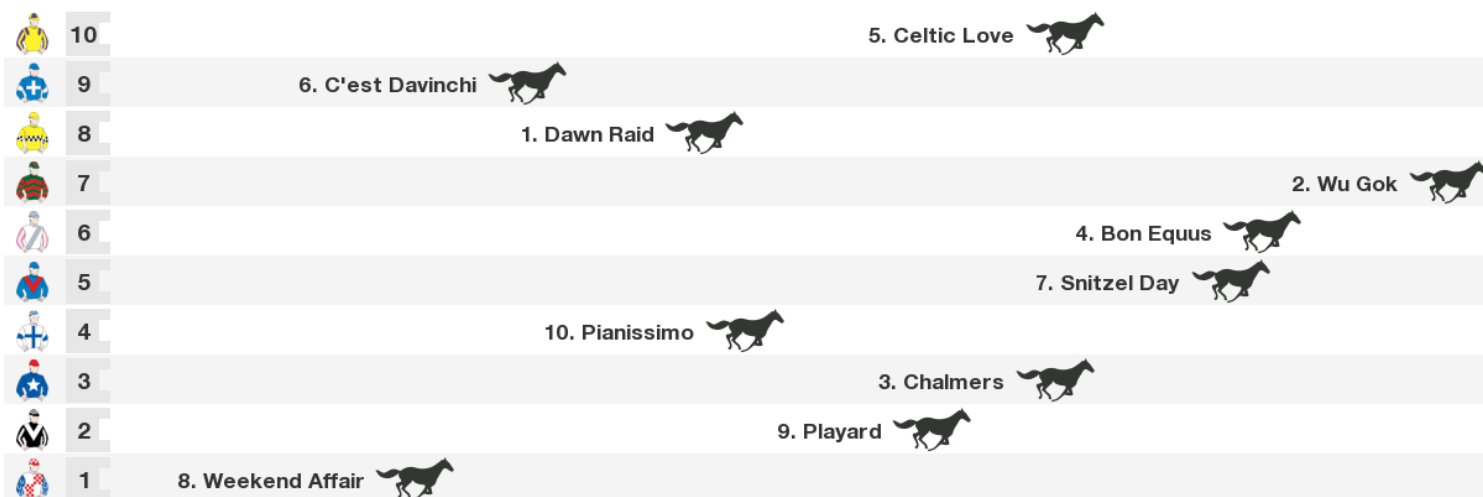 10 5. Celtic Love
9 6. C'est Davinchi
8 1. Dawn Raid
7 2. Wu Gok
6 4. Bon Equus
5 7. Snitzel Day
4 10. Pianissimo
3 3. Chalmers
2 9. Playard
1 8. Weekend Affair